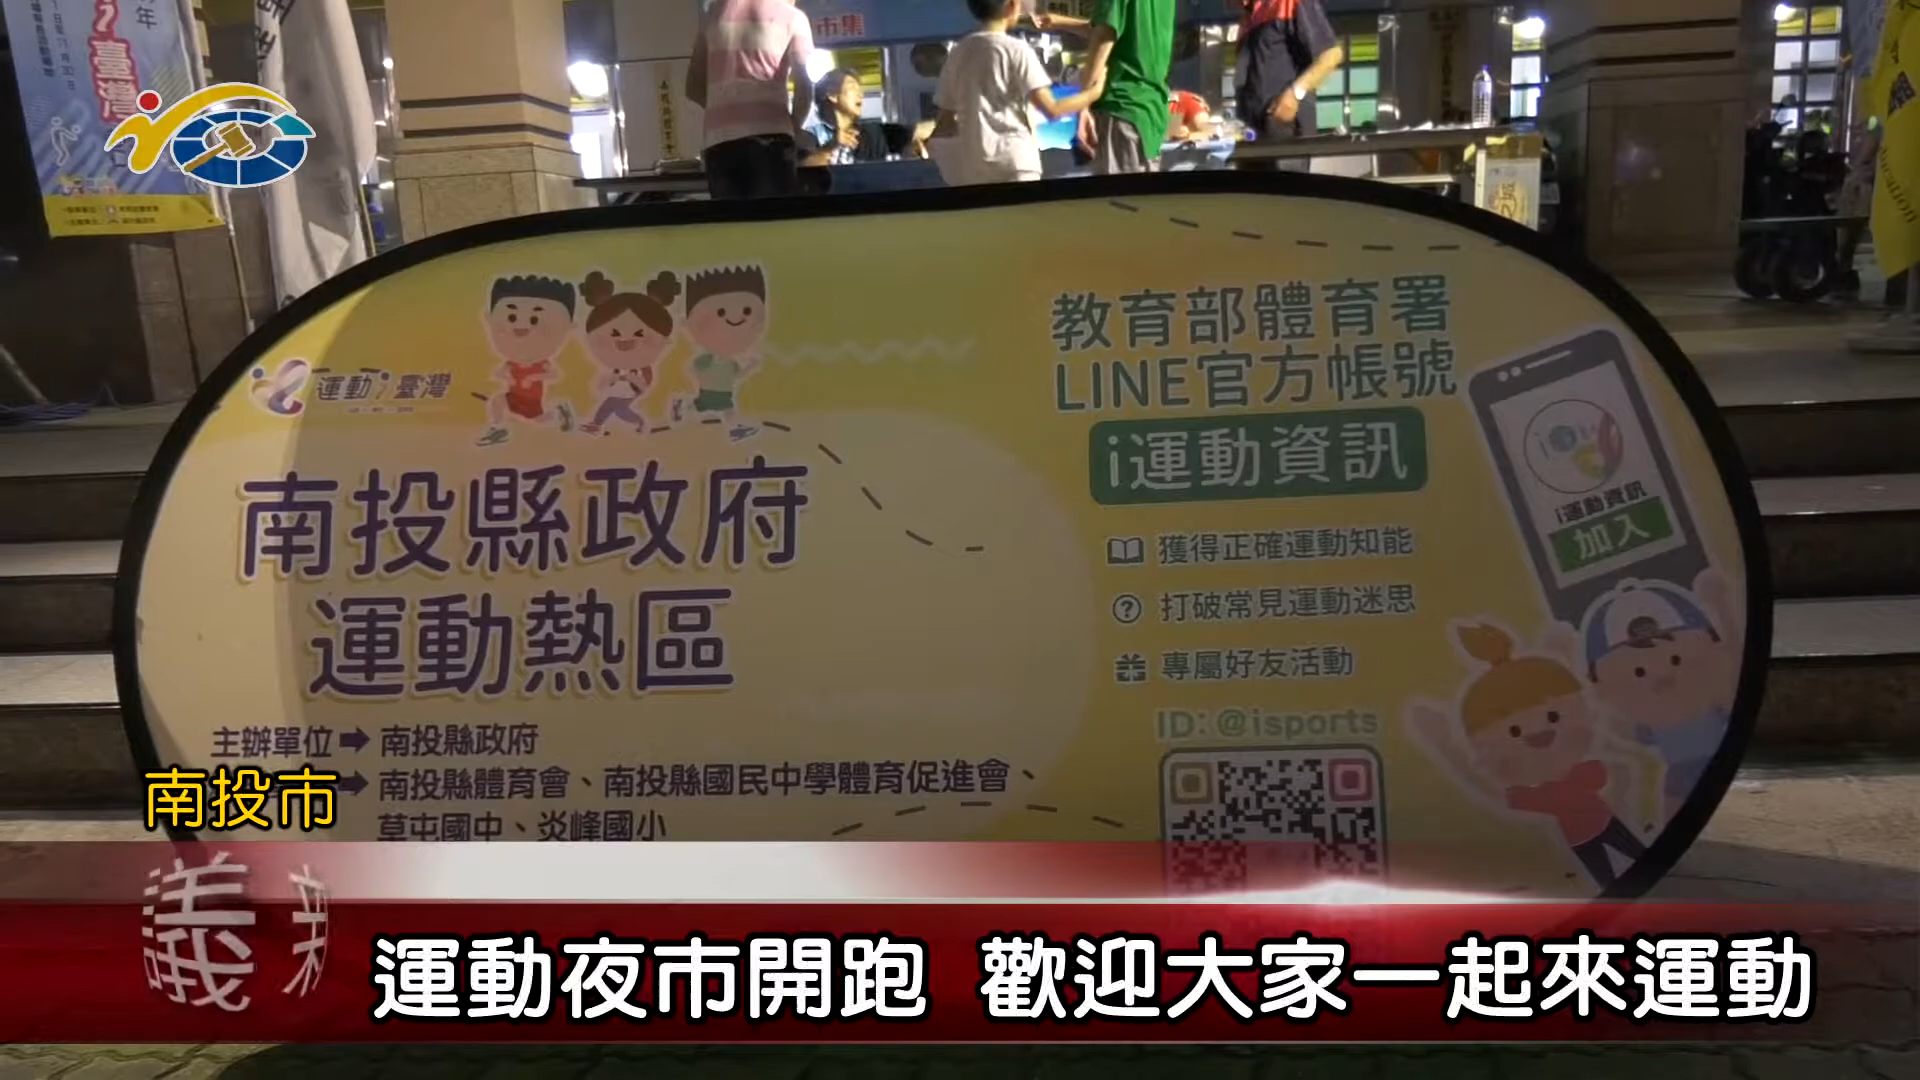 臺灣
市集
運動i臺灣
南投縣政府
運動熱區
主辦單位➡南投縣政府
➡南投縣體育會、南投縣國民中學體育促進會、
草屯國中、炎峰國小
教育部體育署
LINE官方帳號
i運動資訊
獲得正確運動知能
打破常見運動迷思
專屬好友活動
ID: @isports
i運動資訊
加入
南投市
議
運動夜市開跑 歡迎大家一起來運動